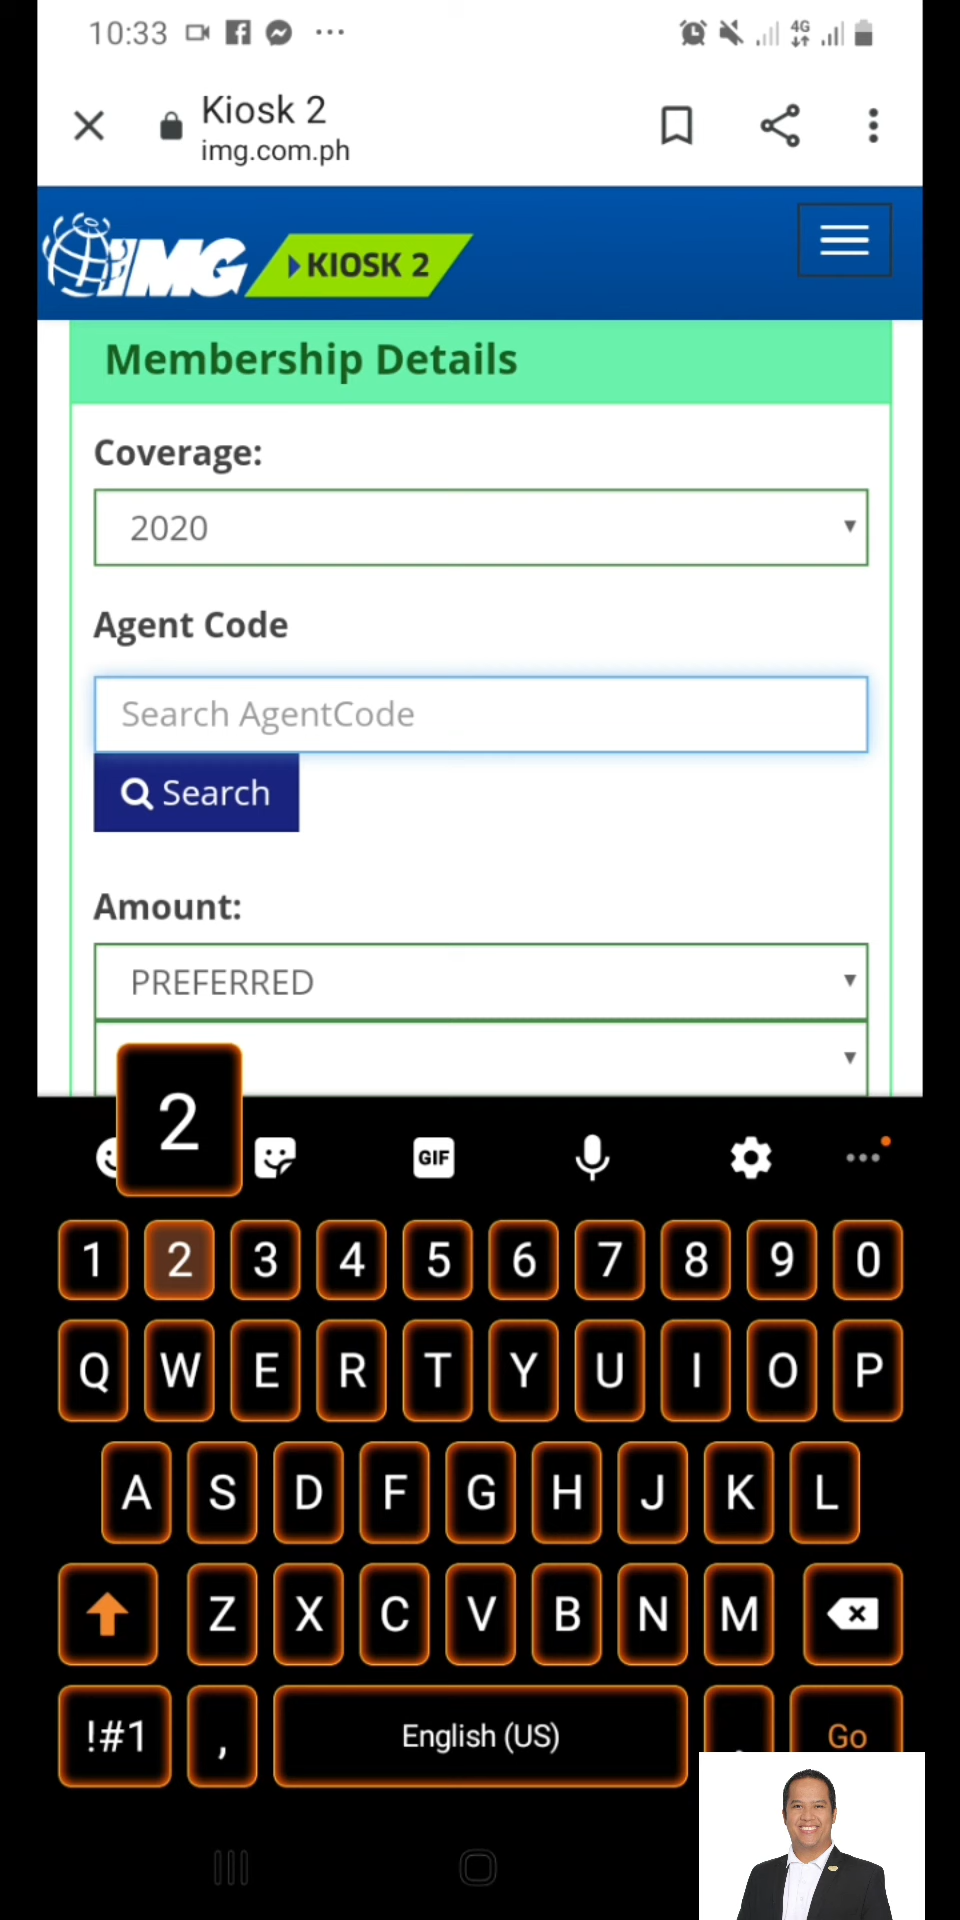 10:33 4G
Kiosk 2
img.com.ph
IMG KIOSK 2
Membership Details
Coverage:
2020
Agent Code
Search AgentCode
Search
Amount:
PREFERRED
2
GIF
1 2 3 4 5 6 7 8 9 0
Q W E R T Y U I O P
A S D F G H J K L
Z X C V B N M
!#1 , English (US) . Go